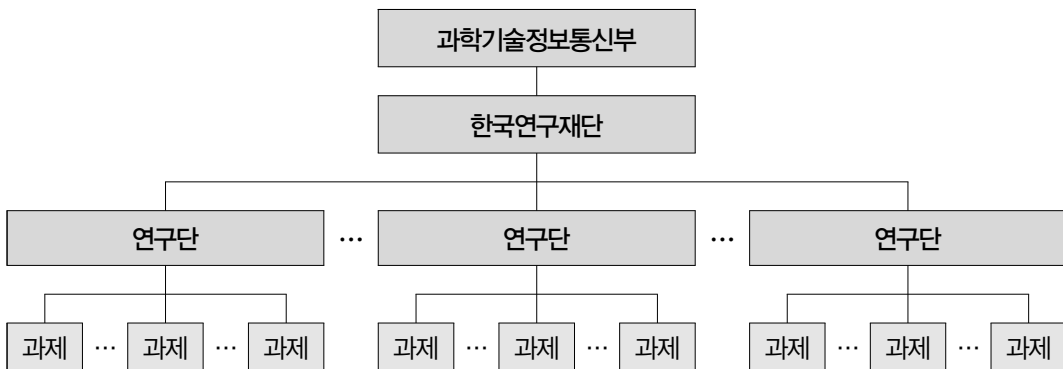 과학기술정보통신부
한국연구재단
연구단 … 연구단 … 연구단
과제 … 과제 … 과제 과제 … 과제 … 과제 과제 … 과제 … 과제